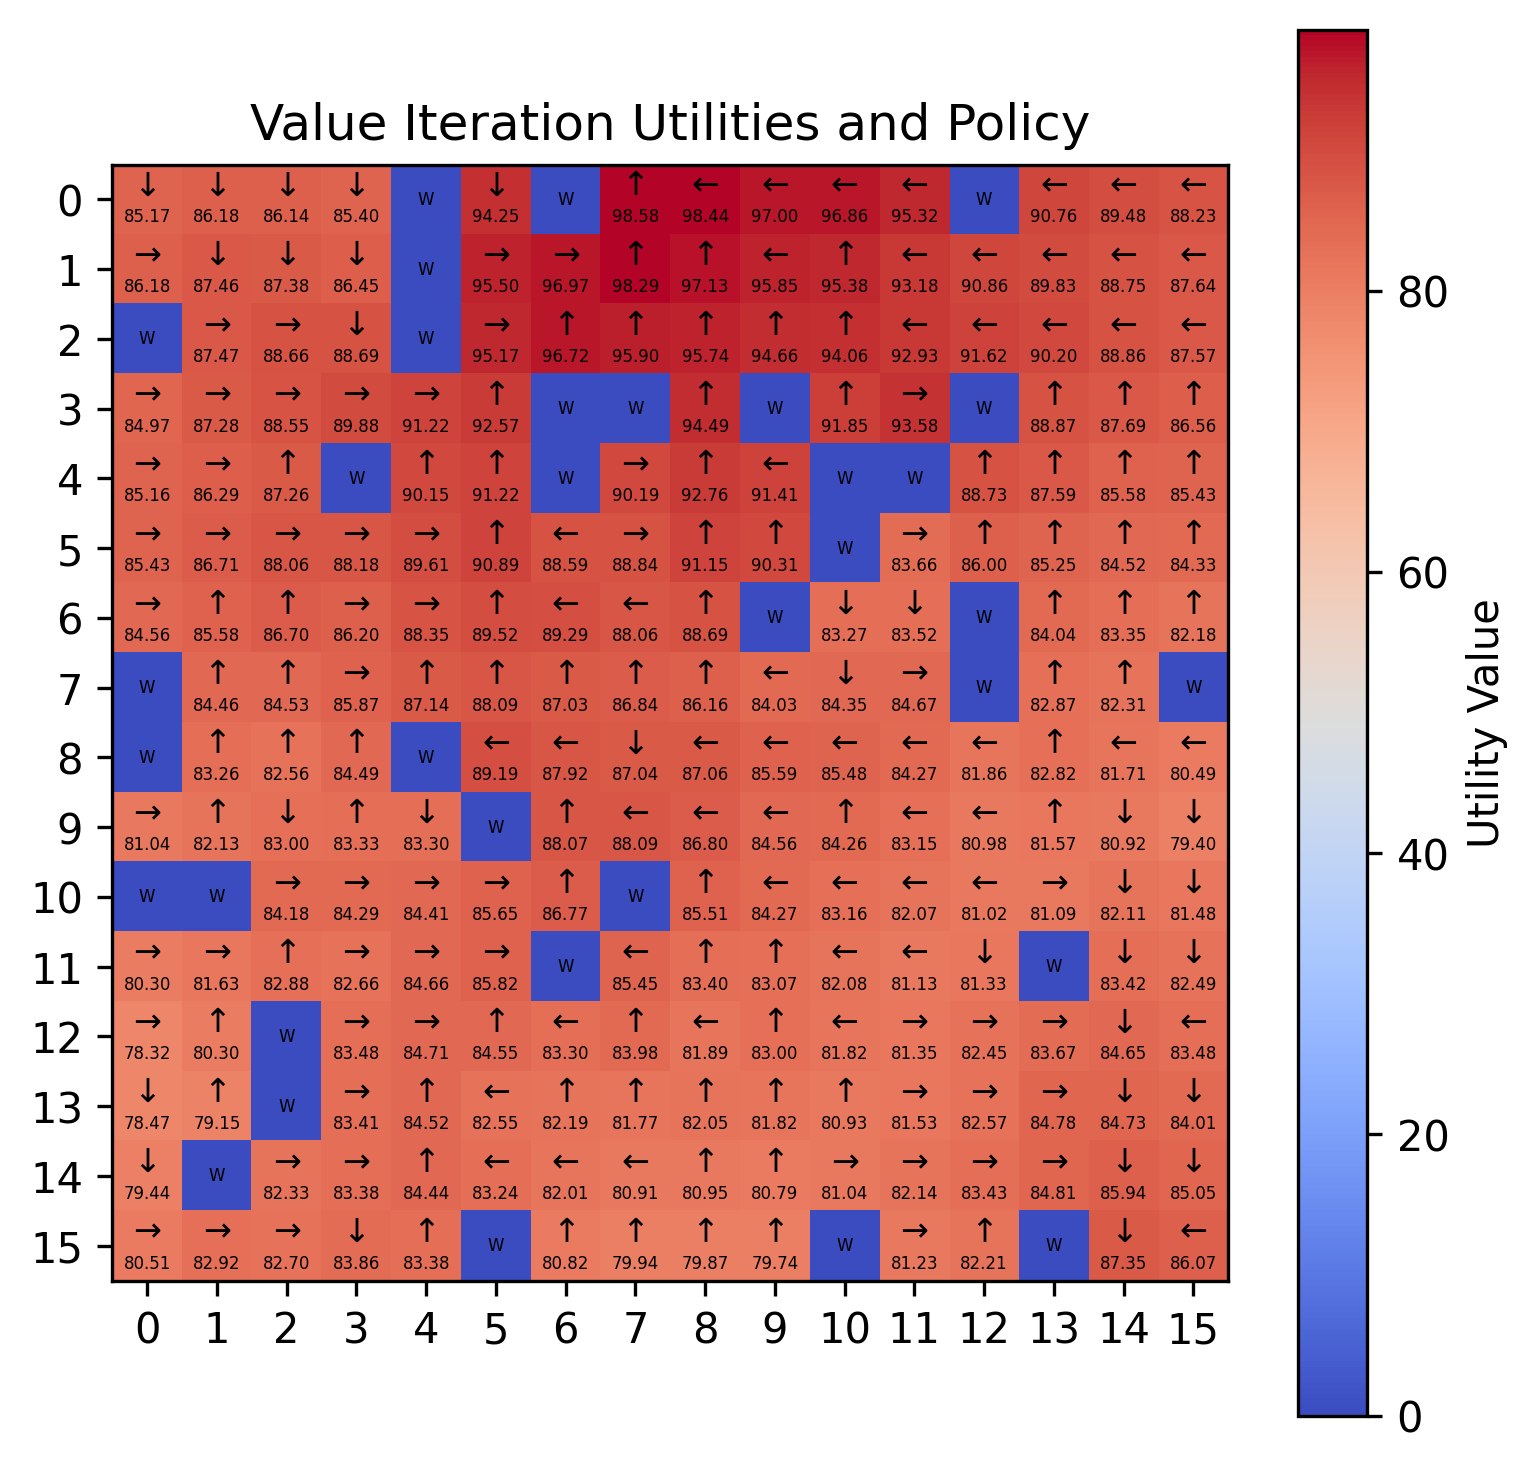 Value Iteration Utilities and Policy
0 ↓ ↓ ↓ ↓ W ↓ W ↑ ← ← ← ← W ← ← ←
85.17 86.18 86.14 85.40 94.25 98.58 98.44 97.00 96.86 95.32 90.76 89.48 88.23
1 → ↓ ↓ ↓ W → → ↑ ↑ ← ↑ ← ← ← ← ←
86.18 87.46 87.38 86.45 95.50 96.97 98.29 97.13 95.85 95.38 93.18 90.86 89.83 88.75 87.64
2 W → → ↓ W → ↑ ↑ ↑ ↑ ↑ ← ← ← ← ←
87.47 88.66 88.69 95.17 96.72 95.90 95.74 94.66 94.06 92.93 91.62 90.20 88.86 87.57
3 → → → → → ↑ W W ↑ W ↑ → W ↑ ↑ ↑
84.97 87.28 88.55 89.88 91.22 92.57 94.49 91.85 93.58 88.87 87.69 86.56
4 → → ↑ W ↑ ↑ W → ↑ ← W W ↑ ↑ ↑ ↑
85.16 86.29 87.26 90.15 91.22 90.19 92.76 91.41 88.73 87.59 85.58 85.43
5 → → → → → ↑ ← → ↑ ↑ W → ↑ ↑ ↑ ↑
85.43 86.71 88.06 88.18 89.61 90.89 88.59 88.84 91.15 90.31 83.66 86.00 85.25 84.52 84.33
6 → ↑ ↑ → → ↑ ← ← ↑ W ↓ ↓ W ↑ ↑ ↑
84.56 85.58 86.70 86.20 88.35 89.52 89.29 88.06 88.69 83.27 83.52 84.04 83.35 82.18
7 W ↑ ↑ → ↑ ↑ ↑ ↑ ↑ ← ↓ → W ↑ ↑ W
84.46 84.53 85.87 87.14 88.09 87.03 86.84 86.16 84.03 84.35 84.67 82.87 82.31
8 W ↑ ↑ ↑ W ← ← ↓ ← ← ← ← ← ↑ ← ←
83.26 82.56 84.49 89.19 87.92 87.04 87.06 85.59 85.48 84.27 81.86 82.82 81.71 80.49
9 → ↑ ↓ ↑ ↓ W ↑ ← ← ← ↑ ← ← ↑ ↓ ↓
81.04 82.13 83.00 83.33 83.30 88.07 88.09 86.80 84.56 84.26 83.15 80.98 81.57 80.92 79.40
10 W W → → → → ↑ W ↑ ← ← ← ← → ↓ ↓
84.18 84.29 84.41 85.65 86.77 85.51 84.27 83.16 82.07 81.02 81.09 82.11 81.48
11 → → ↑ → → → W ← ↑ ↑ ← ← ↓ W ↓ ↓
80.30 81.63 82.88 82.66 84.66 85.82 85.45 83.40 83.07 82.08 81.13 81.33 83.42 82.49
12 → ↑ W → → ↑ ← ↑ ← ↑ ← → → → ↓ ←
78.32 80.30 83.48 84.71 84.55 83.30 83.98 81.89 83.00 81.82 81.35 82.45 83.67 84.65 83.48
13 ↓ ↑ W → ↑ ← ↑ ↑ ↑ ↑ ↑ → → → ↓ ↓
78.47 79.15 83.41 84.52 82.55 82.19 81.77 82.05 81.82 80.93 81.53 82.57 84.78 84.73 84.01
14 ↓ W → → ↑ ← ← ← ↑ ↑ → → → → ↓ ↓
79.44 82.33 83.38 84.44 83.24 82.01 80.91 80.95 80.79 81.04 82.14 83.43 84.81 85.94 85.05
15 → → → ↓ ↑ W ↑ ↑ ↑ ↑ W → ↑ W ↓ ←
80.51 82.92 82.70 83.86 83.38 80.82 79.94 79.87 79.74 81.23 82.21 87.35 86.07
0 1 2 3 4 5 6 7 8 9 10 11 12 13 14 15
80
60
40
20
0
Utility Value